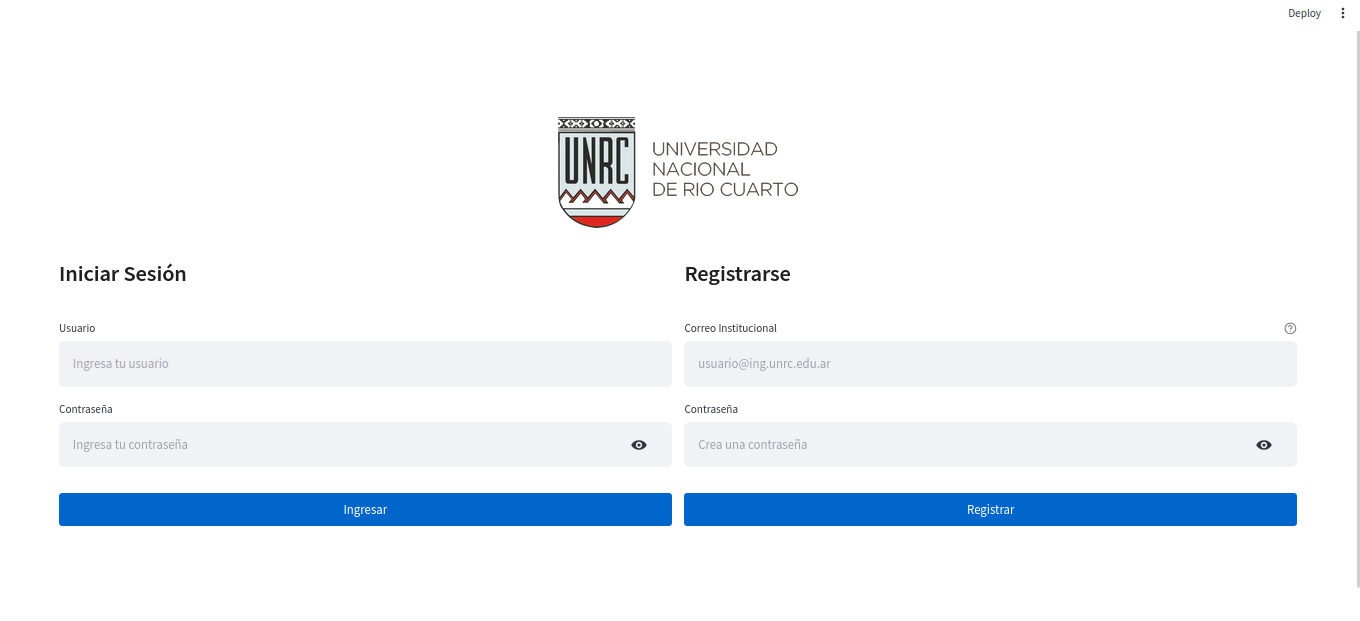 Deploy
UNRC
UNIVERSIDAD
NACIONAL
DE RIO CUARTO
Iniciar Sesión
Usuario
Ingresa tu usuario
Contraseña
Ingresa tu contraseña
Ingresar
Registrarse
Correo Institucional
usuario@ing.unrc.edu.ar
Contraseña
Crea una contraseña
Registrar